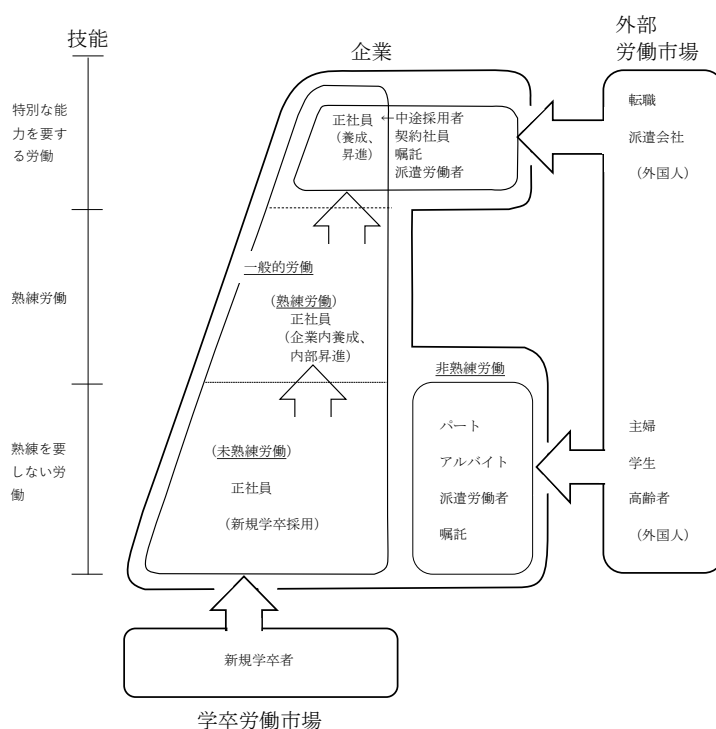 技能
企業
外部
労働市場
特別な能
力を要す
る労働
正社員 ←中途採用者
(養成、 契約社員
昇進) 嘱託
派遣労働者
転職
派遣会社
(外国人)
一般的労働
熟練労働
(熟練労働)
正社員
(企業内養成、
内部昇進)
非熟練労働
熟練を要
しない労
働
(未熟練労働)
正社員
(新規学卒採用)
パート
アルバイト
派遣労働者
嘱託
主婦
学生
高齢者
(外国人)
新規学卒者
学卒労働市場